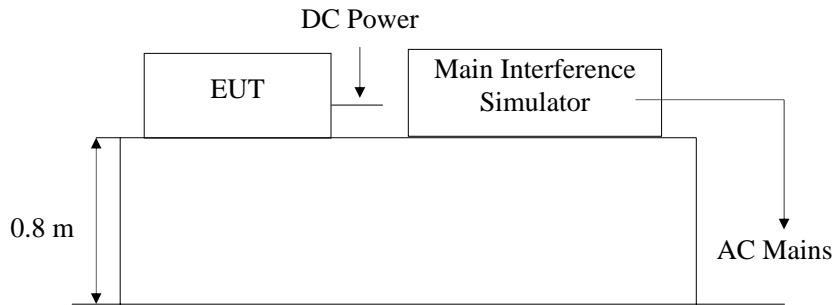 DC Power
EUT
Main Interference
Simulator
0.8 m
AC Mains